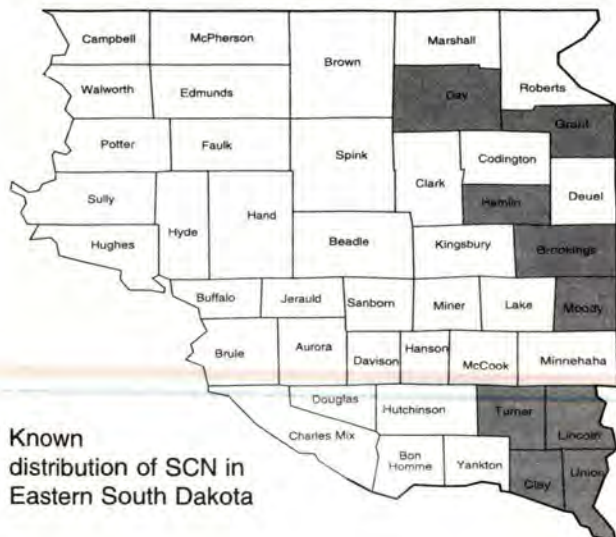 Campbell
McPherson
Brown
Marshall
Roberts
Walworth
Edmunds
Day
Grant
Potter
Faulk
Spink
Clark
Codington
Deuel
Hamlin
Sully
Hyde
Hand
Hughes
Beadle
Kingsbury
Brookings
Buffalo
Jerauld
Sanborn
Miner
Lake
Moody
Brule
Aurora
Davison
Hanson
McCook
Minnehaha
Douglas
Hutchinson
Turner
Lincoln
Charles Mix
Bon
Homme
Yankton
Clay
Union
Known
distribution of SCN in
Eastern South Dakota